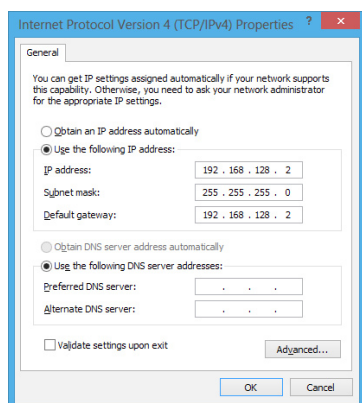 Internet Protocol Version 4 (TCP/IPv4) Properties ? ×
General
You can get IP settings assigned automatically if your network supports
this capability. Otherwise, you need to ask your network administrator
for the appropriate IP settings.
Obtain an IP address automatically
Use the following IP address:
IP address: 192 . 168 . 128 . 2
Subnet mask: 255 . 255 . 255 . 0
Default gateway: 192 . 168 . 128 . 2
Obtain DNS server address automatically
Use the following DNS server addresses:
Preferred DNS server: . . .
Alternate DNS server: . . .
Validate settings upon exit
Advanced...
OK Cancel